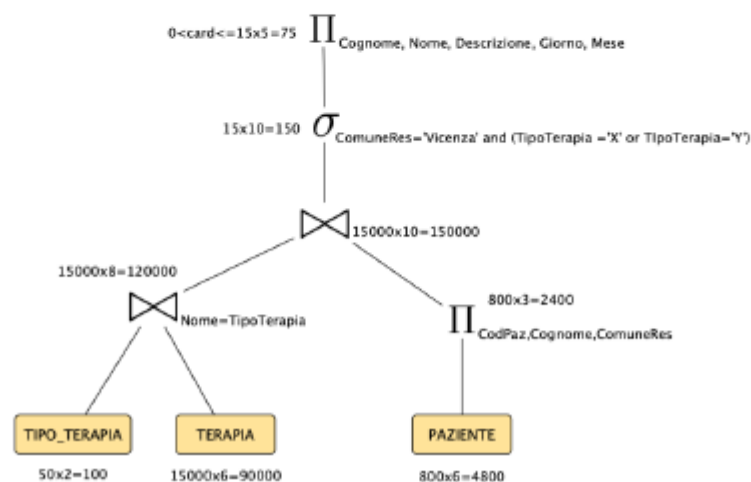 0<card<=15x5=75
Π Cognome, Nome, Descrizione, Giorno, Mese
15x10=150
σ ComuneRes='Vicenza' and (TipoTerapia ='X' or TIpoTerapia='Y')
15000x10=150000
15000x8=120000
Nome=TipoTerapia
800x3=2400
Π CodPaz,Cognome,ComuneRes
TIPO_TERAPIA
TERAPIA
PAZIENTE
50x2=100
15000x6=90000
800x6=4800